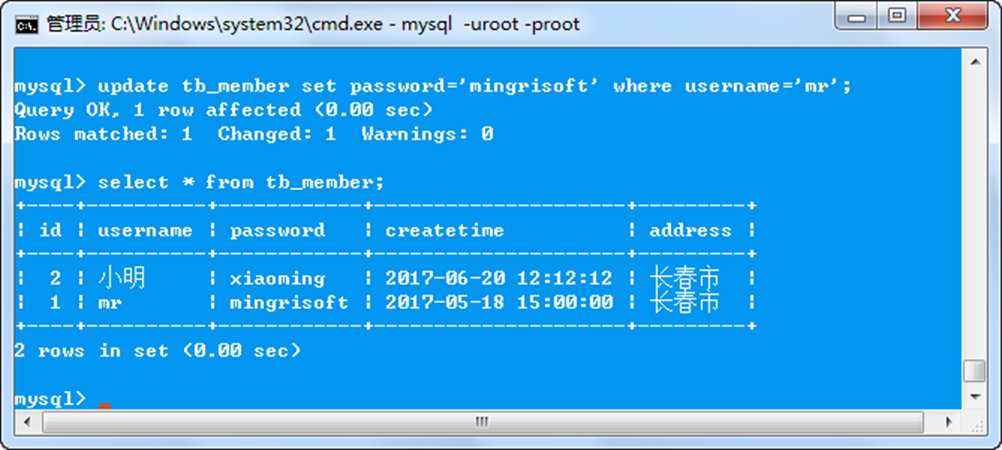 管理员: C:\Windows\system32\cmd.exe - mysql  -uroot -proot
mysql> update tb_member set password='mingrisoft' where username='mr';
Query OK, 1 row affected (0.00 sec)
Rows matched: 1  Changed: 1  Warnings: 0
mysql> select * from tb_member;
+----+----------+------------+---------------------+---------+
| id | username | password   | createtime          | address |
+----+----------+------------+---------------------+---------+
|  2 | 小明     | xiaoming   | 2017-06-20 12:12:12 | 长春市  |
|  1 | mr       | mingrisoft | 2017-05-18 15:00:00 | 长春市  |
+----+----------+------------+---------------------+---------+
2 rows in set (0.00 sec)
mysql>